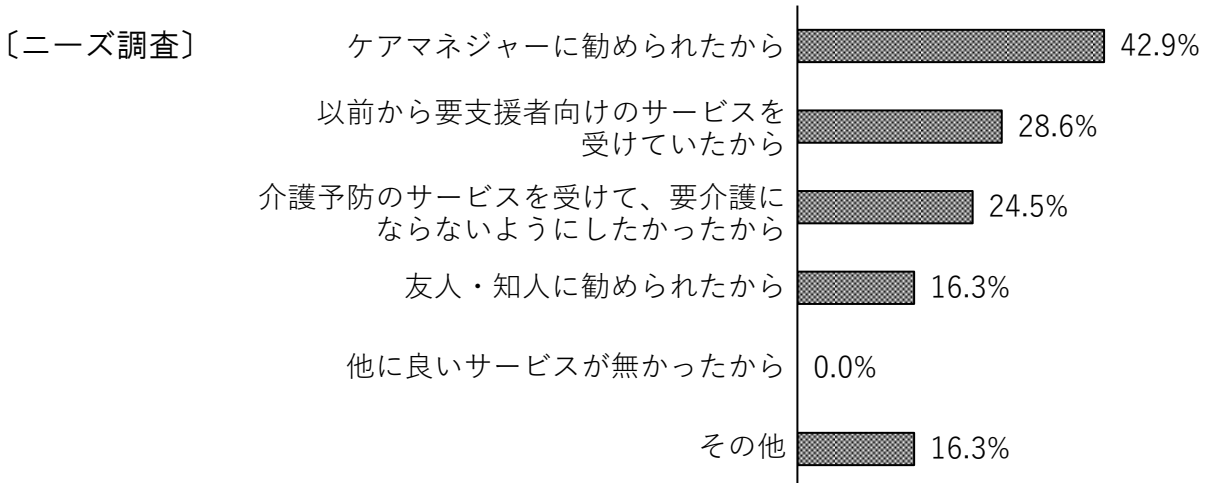 〔ニーズ調査〕
ケアマネジャーに勧められたから 42.9%
以前から要支援者向けのサービスを
受けていたから 28.6%
介護予防のサービスを受けて、要介護に
ならないようにしたかったから 24.5%
友人・知人に勧められたから 16.3%
他に良いサービスが無かったから 0.0%
その他 16.3%